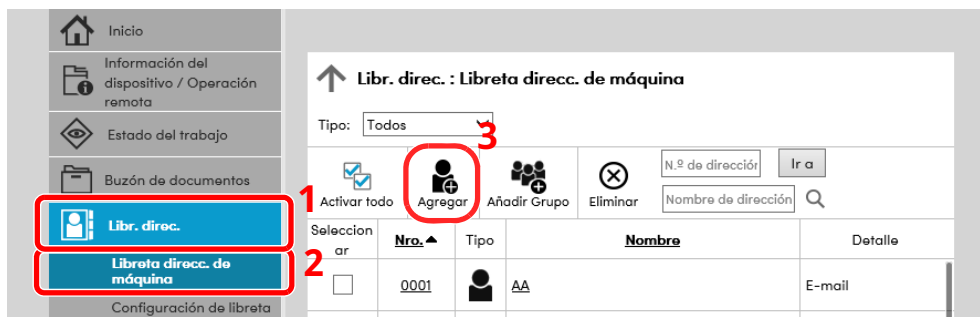 Inicio
Información del
dispositivo / Operación
remota
Estado del trabajo
Buzón de documentos
1
Libr. direc.
2
Libreta direcc. de
máquina
Configuración de libreta
Libr. direc. : Libreta direcc. de máquina
Tipo: Todos
3
Activar todo Agregar Añadir Grupo Eliminar
N.º de direcciór Ir a
Nombre de dirección
Seleccion
ar
Nro. Tipo Nombre Detalle
0001 AA E-mail